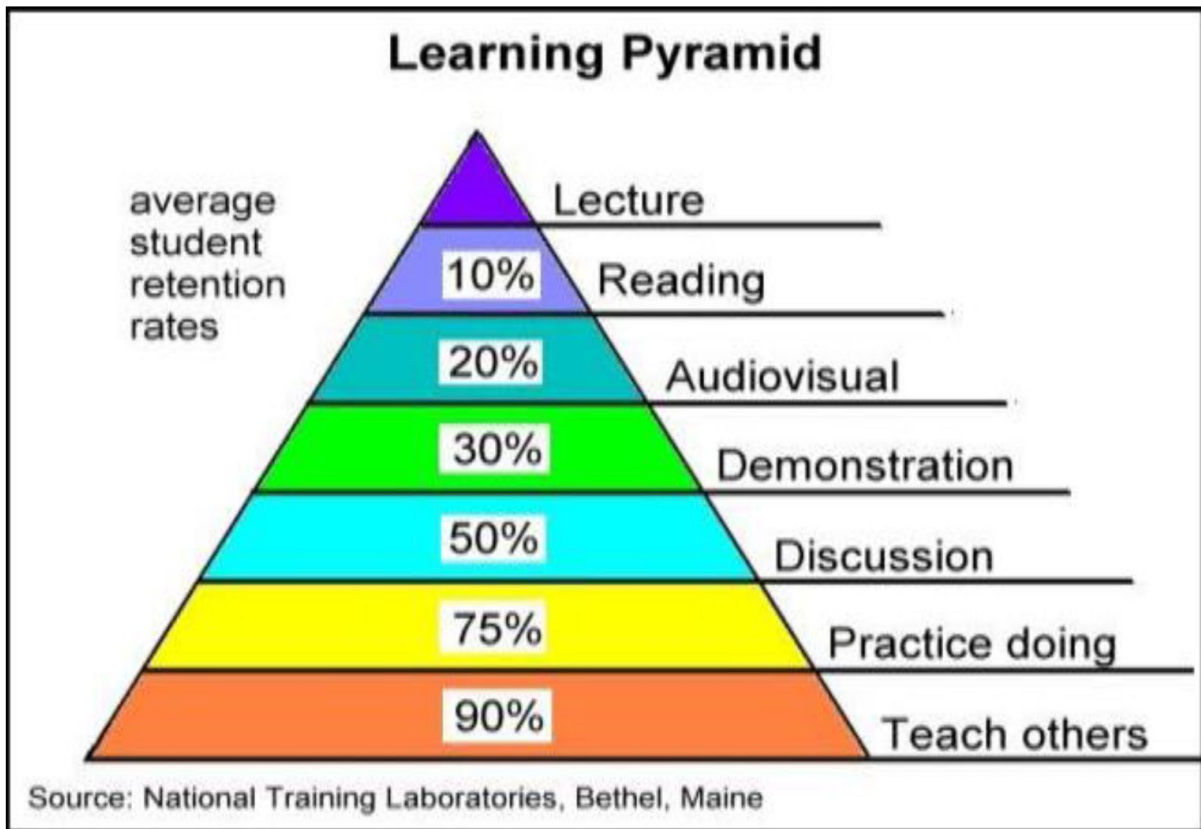 Learning Pyramid
average
student
retention
rates
Lecture
10% Reading
20% Audiovisual
30% Demonstration
50% Discussion
75% Practice doing
90% Teach others
Source: National Training Laboratories, Bethel, Maine